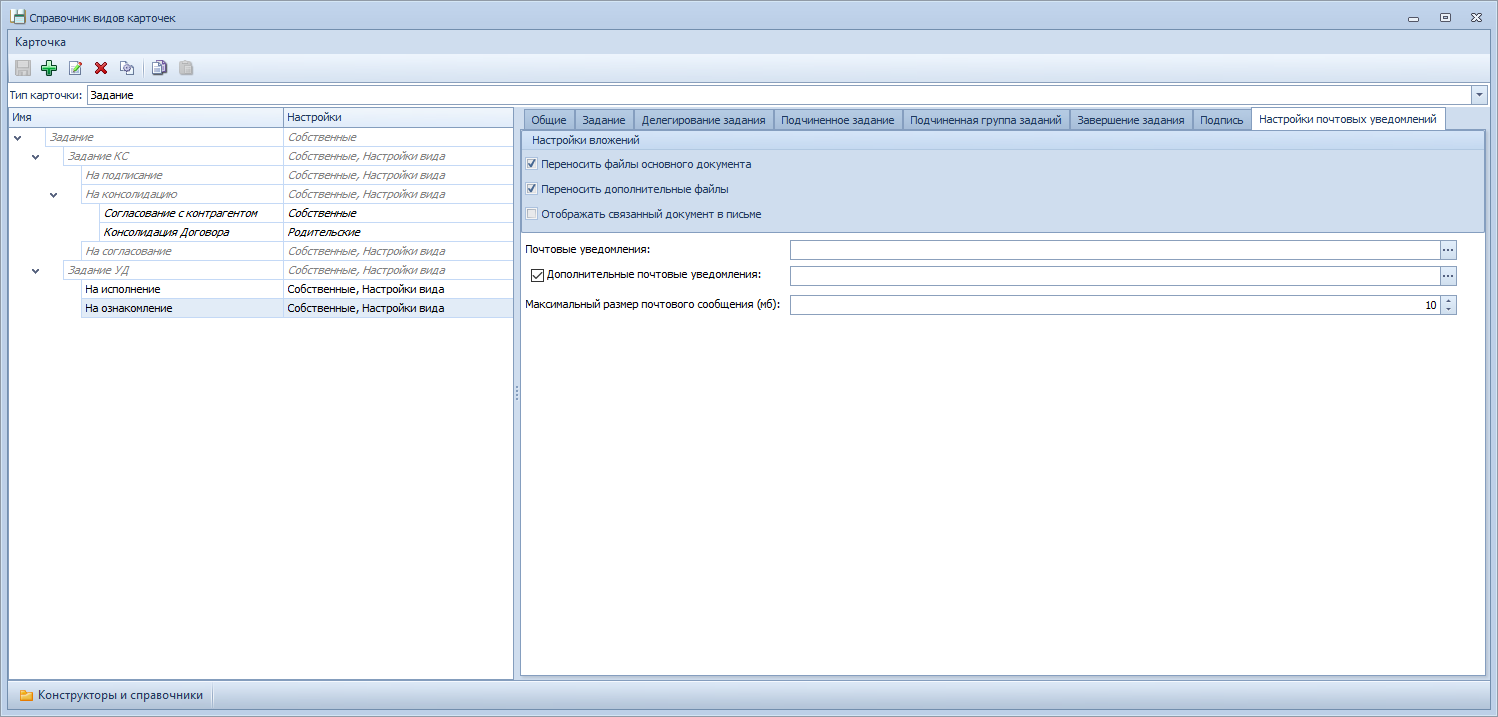 Справочник видов карточек
Карточка
Тип карточки: Задание
Имя Настройки
Задание Собственные
Задание КС Собственные, Настройки вида
На подписание Собственные, Настройки вида
На консолидацию Собственные, Настройки вида
Согласование с контрагентом Собственные
Консолидация Договора Родительские
На согласование Собственные, Настройки вида
Задание УД Собственные, Настройки вида
На исполнение Собственные, Настройки вида
На ознакомление Собственные, Настройки вида
Общие Задание Делегирование задания Подчиненное задание Подчиненная группа заданий Завершение задания Подпись Настройки почтовых уведомлений
Настройки вложений
Переносить файлы основного документа
Переносить дополнительные файлы
Отображать связанный документ в письме
Почтовые уведомления:
Дополнительные почтовые уведомления:
Максимальный размер почтового сообщения (мб): 10
Конструкторы и справочники